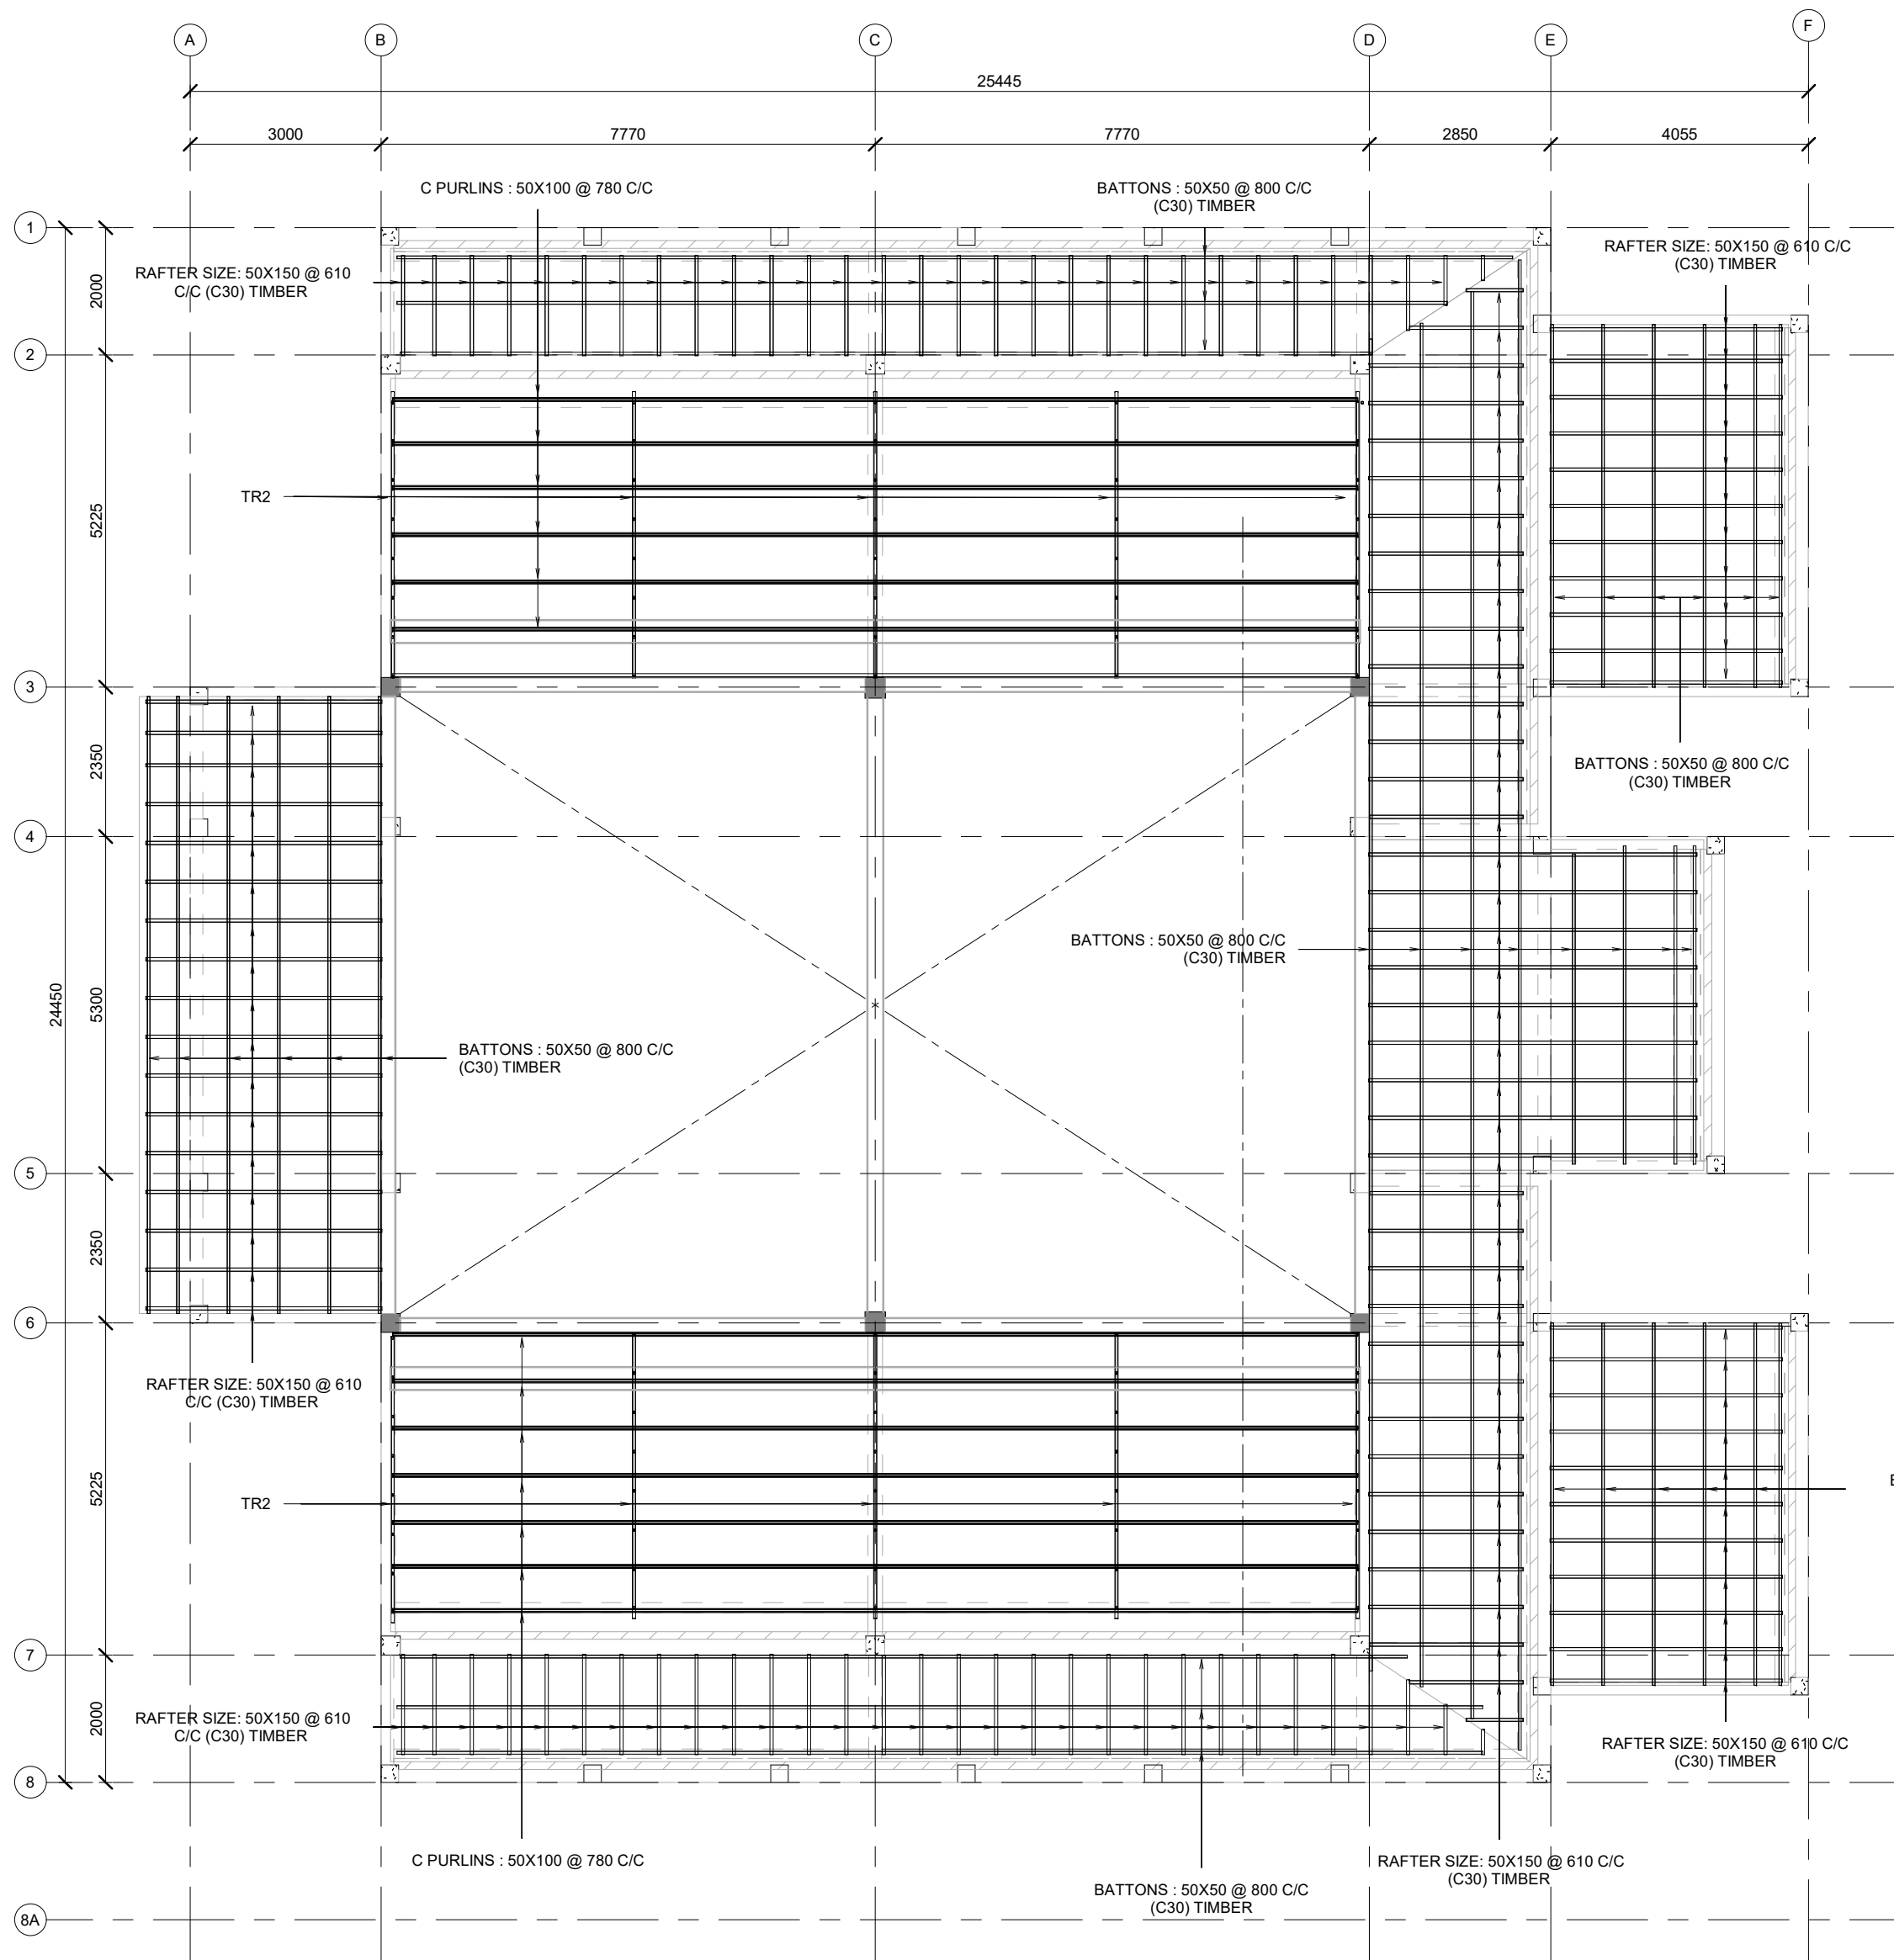 A
B
C
D
E
F
25445
3000
7770
7770
2850
4055
C PURLINS : 50X100 @ 780 C/C
BATTONS : 50X50 @ 800 C/C
(C30) TIMBER
1
RAFTER SIZE: 50X150 @ 610 C/C
(C30) TIMBER
RAFTER SIZE: 50X150 @ 610
C/C (C30) TIMBER
2000
2
TR2
5225
3
2350
BATTONS : 50X50 @ 800 C/C
(C30) TIMBER
4
BATTONS : 50X50 @ 800 C/C
(C30) TIMBER
24450
5300
BATTONS : 50X50 @ 800 C/C
(C30) TIMBER
5
2350
6
RAFTER SIZE: 50X150 @ 610
C/C (C30) TIMBER
5225
TR2
7
2000
RAFTER SIZE: 50X150 @ 610
C/C (C30) TIMBER
RAFTER SIZE: 50X150 @ 610 C/C
(C30) TIMBER
8
C PURLINS : 50X100 @ 780 C/C
RAFTER SIZE: 50X150 @ 610 C/C
(C30) TIMBER
BATTONS : 50X50 @ 800 C/C
(C30) TIMBER
8A